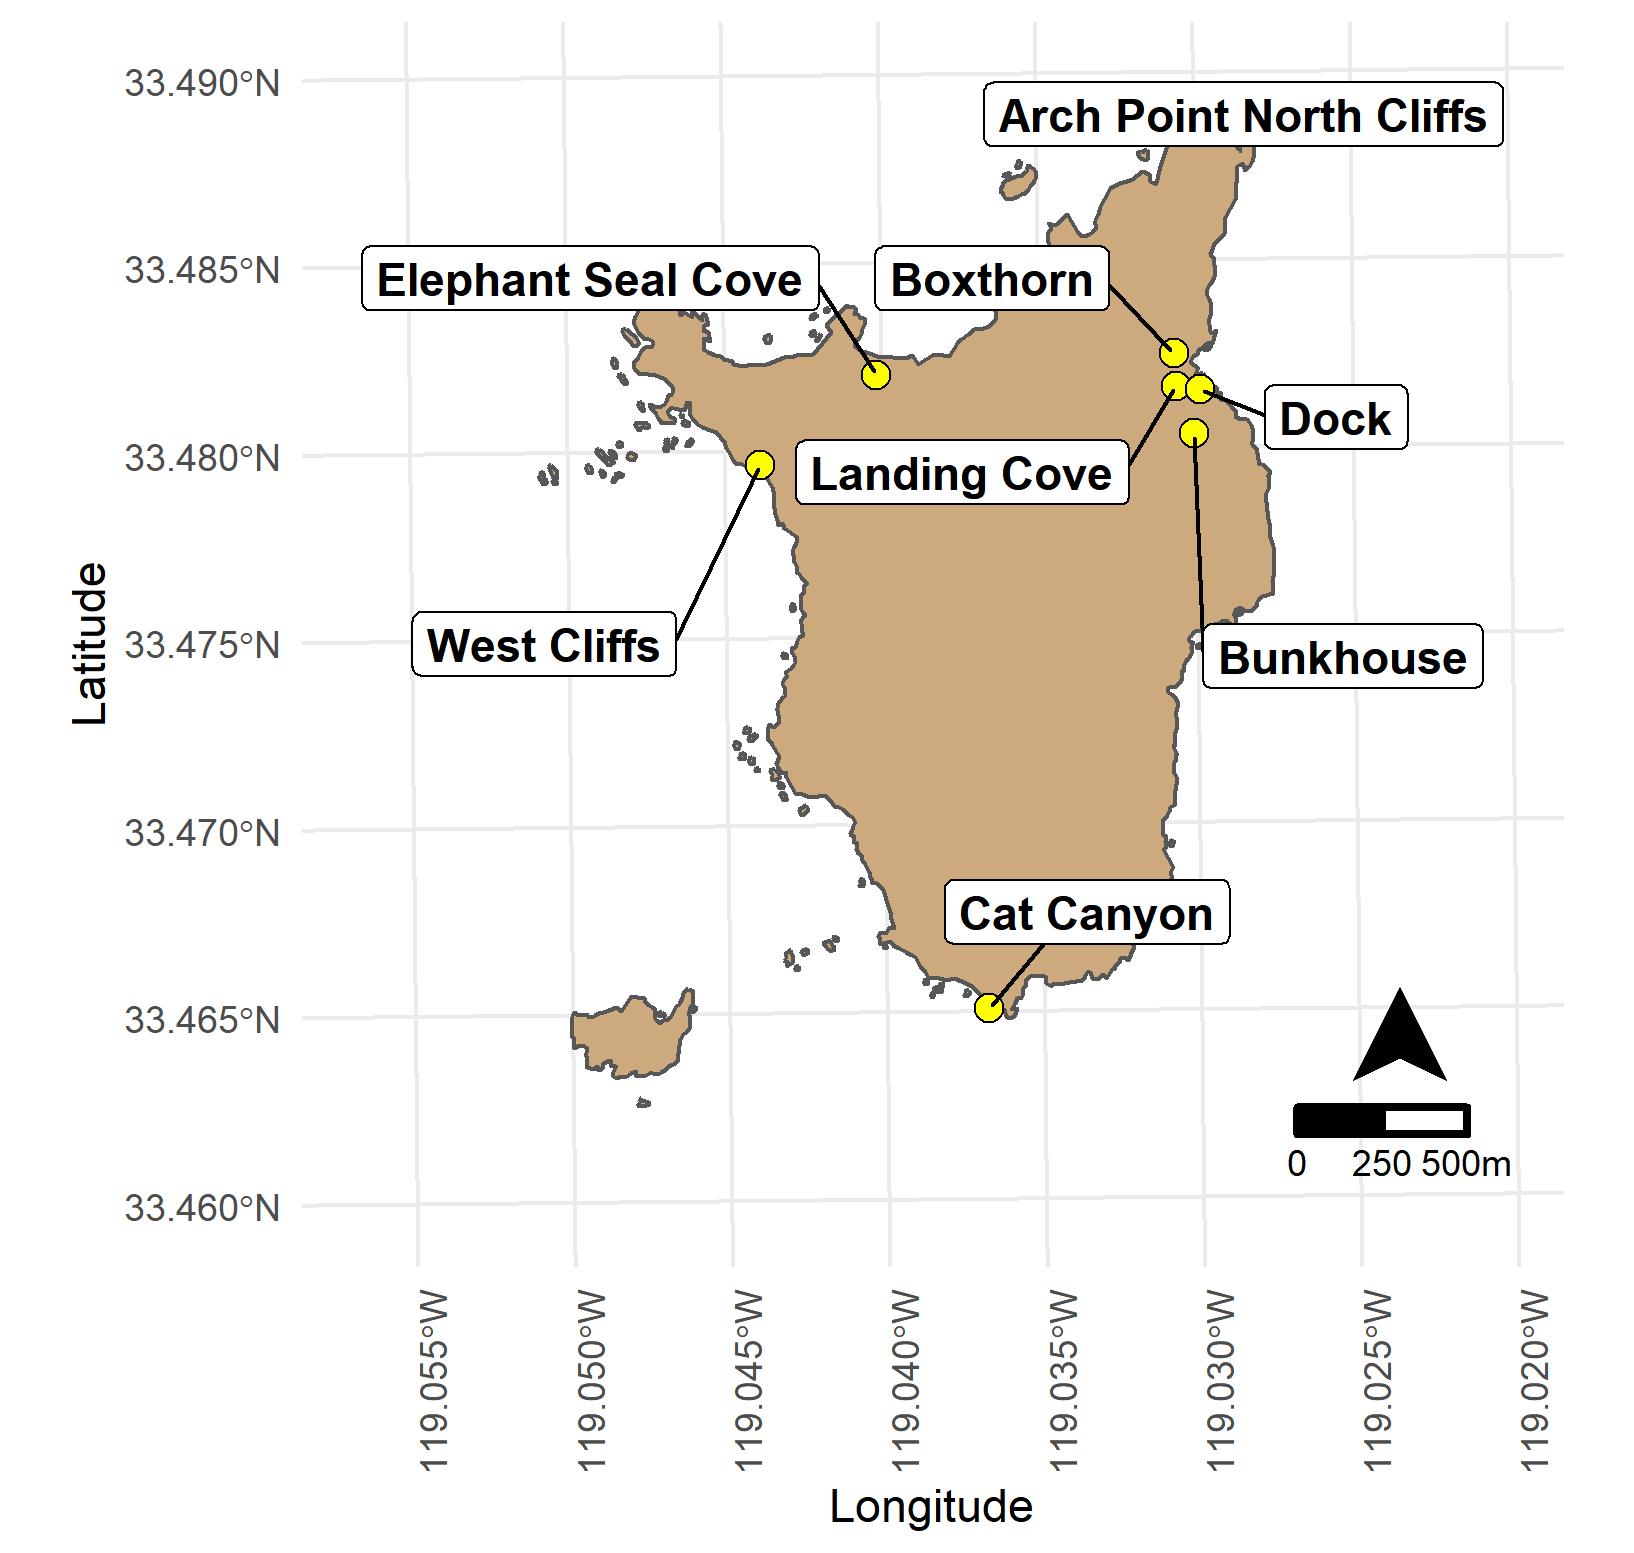 33.490°N
Arch Point North Cliffs
33.485°N
Elephant Seal Cove
Boxthorn
Dock
33.480°N
Landing Cove
Latitude
33.475°N
West Cliffs
Bunkhouse
33.470°N
Cat Canyon
33.465°N
0 250 500m
33.460°N
119.055°W
119.050°W
119.045°W
119.040°W
119.035°W
119.030°W
119.025°W
119.020°W
Longitude